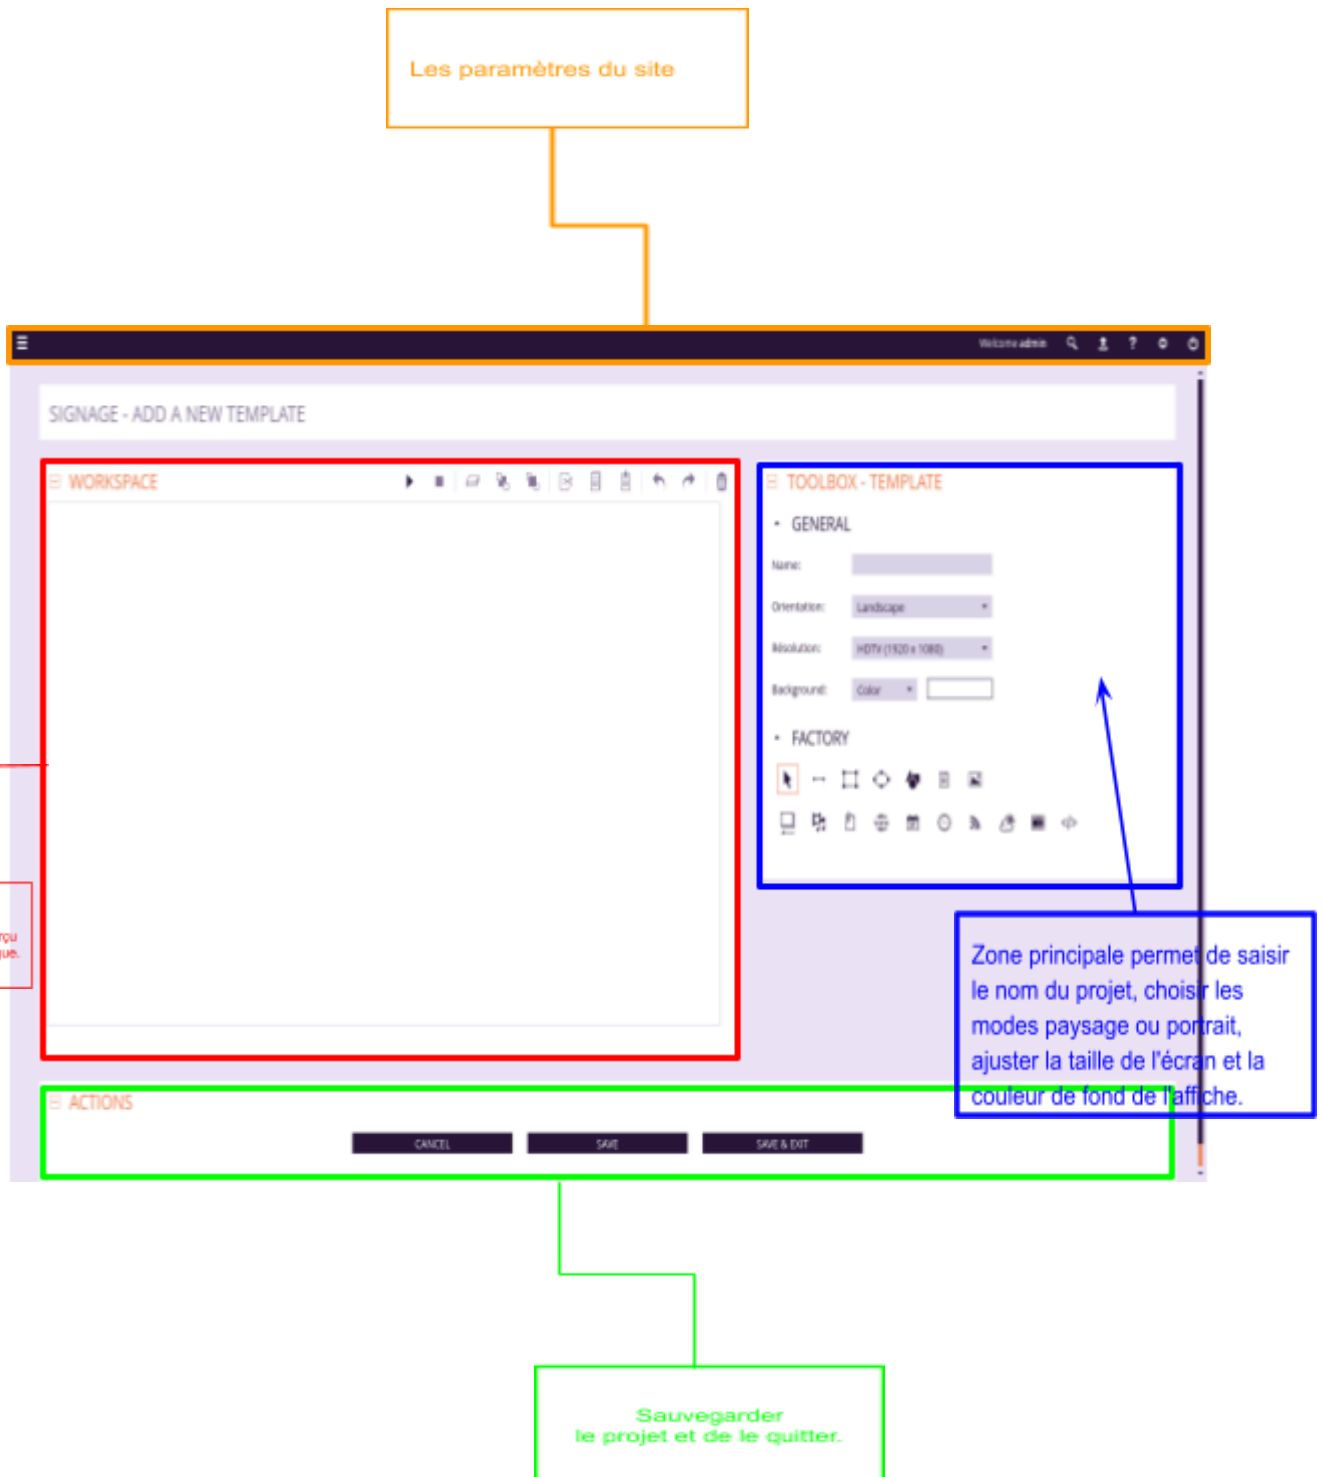 Les paramètres du site
Welcome admin
?
SIGNAGE - ADD A NEW TEMPLATE
WORKSPACE
TOOLBOX - TEMPLATE
GENERAL
Name:
Orientation: Landscape
Résolution: HDTV (1920 x 1080)
Background: Color
FACTORY
Zone principale permet de saisir
le nom du projet, choisir les
modes paysage ou portrait,
ajuster la taille de l'écran et la
couleur de fond de l'affiche.
ACTIONS
CANCEL SAVE SAVE & EXIT
Sauvegarder
le projet et de le quitter.